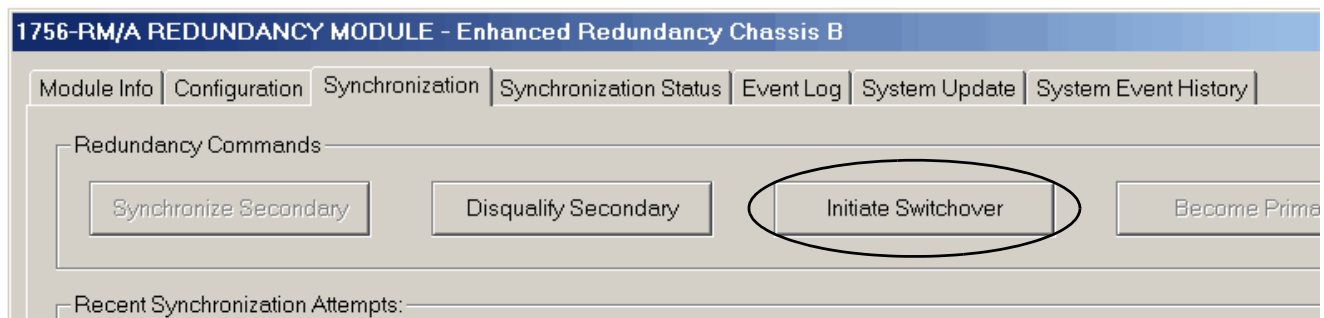 1756-RM/A REDUNDANCY MODULE - Enhanced Redundancy Chassis B
Module Info Configuration Synchronization Synchronization Status Event Log System Update System Event History
Redundancy Commands
Synchronize Secondary Disqualify Secondary Initiate Switchover Become Prima
Recent Synchronization Attempts: